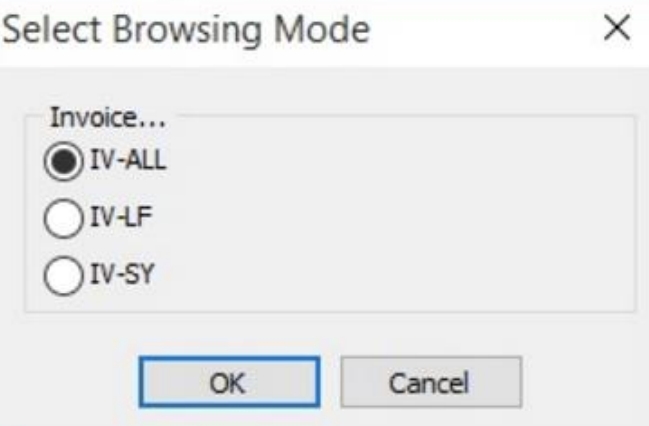 Select Browsing Mode
Invoice...
IV-ALL
IV-LF
IV-SY
OK Cancel